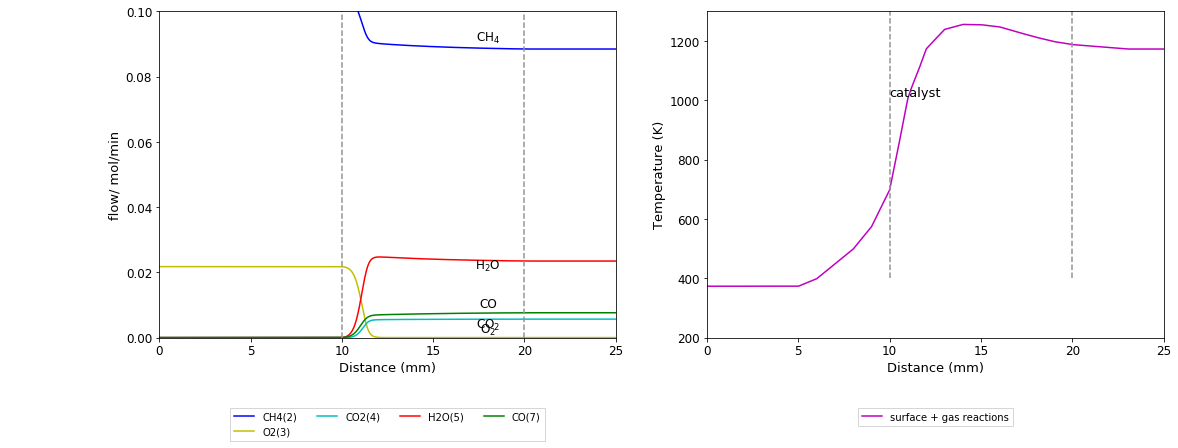 0.10
0.08
0.06
0.04
0.02
0.00
flow/ mol/min
CH₄
H₂O
CO
CO₂
O₂
0 5 10 15 20 25
Distance (mm)
CH4(2) CO2(4) H2O(5) CO(7)
O2(3)
1200
1000
800
600
400
200
Temperature (K)
catalyst
0 5 10 15 20 25
Distance (mm)
surface + gas reactions